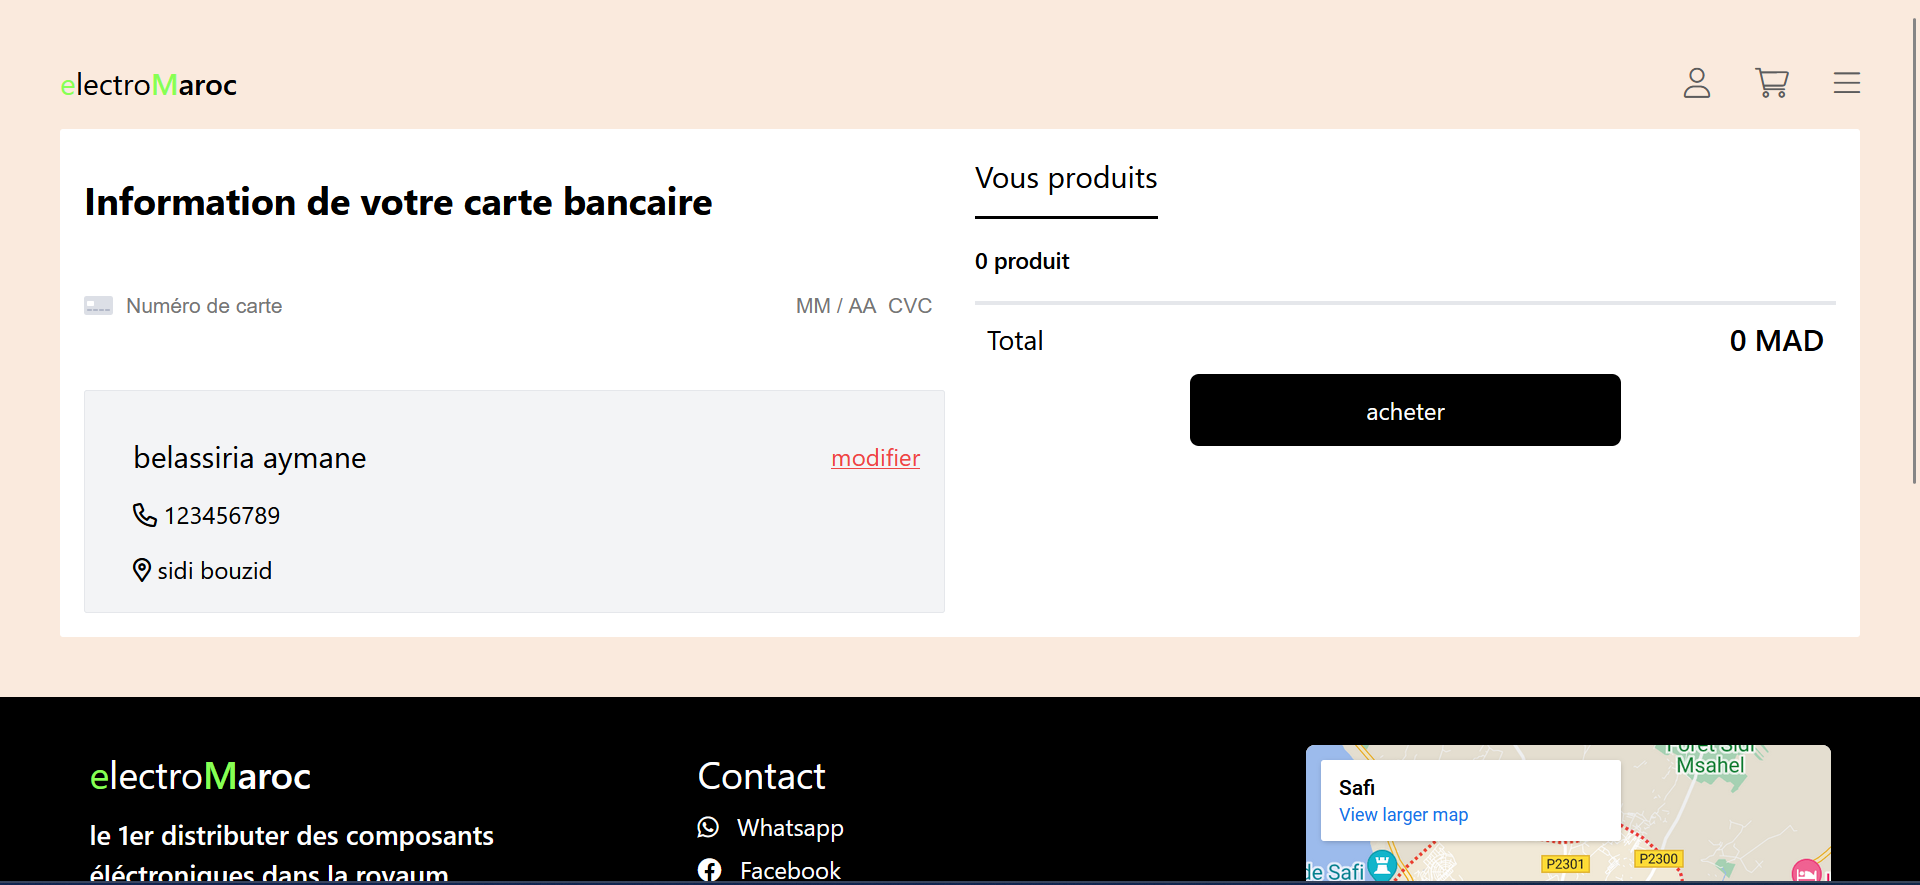 electroMaroc
Information de votre carte bancaire
Numéro de carte MM / AA CVC
belassiria aymane modifier
123456789
sidi bouzid
Vous produits
0 produit
Total 0 MAD
acheter
electroMaroc
le 1er distributer des composants
éléctroniques dans la royaum
Contact
Whatsapp
Facebook
Safi
View larger map
Msahel
de Safi
P2301
P2300